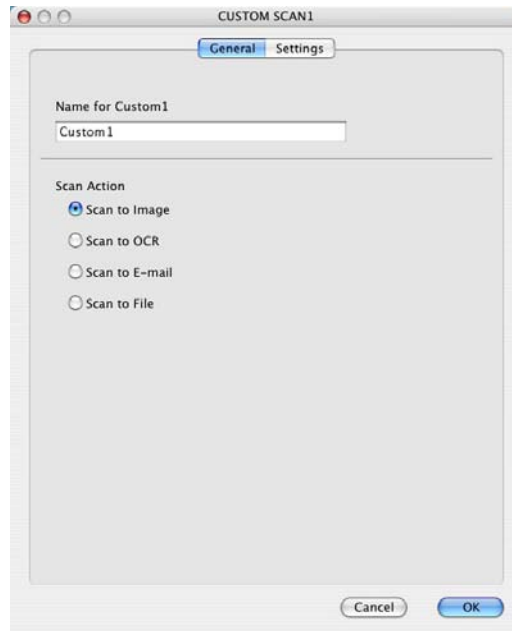 CUSTOM SCAN1
General Settings
Name for Custom1
Custom1
Scan Action
Scan to Image
Scan to OCR
Scan to E-mail
Scan to File
Cancel OK